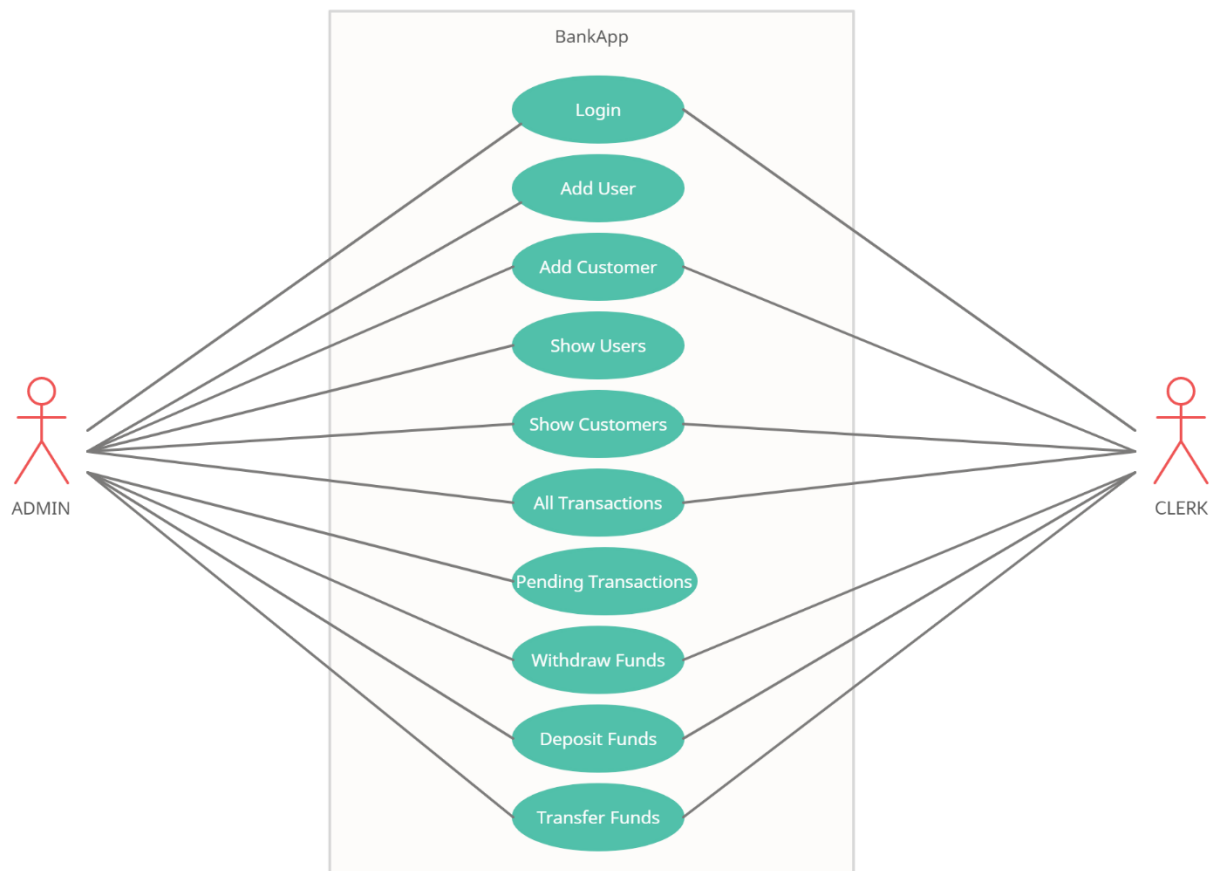 BankApp
Login
Add User
Add Customer
Show Users
Show Customers
All Transactions
Pending Transactions
Withdraw Funds
Deposit Funds
Transfer Funds
ADMIN
CLERK